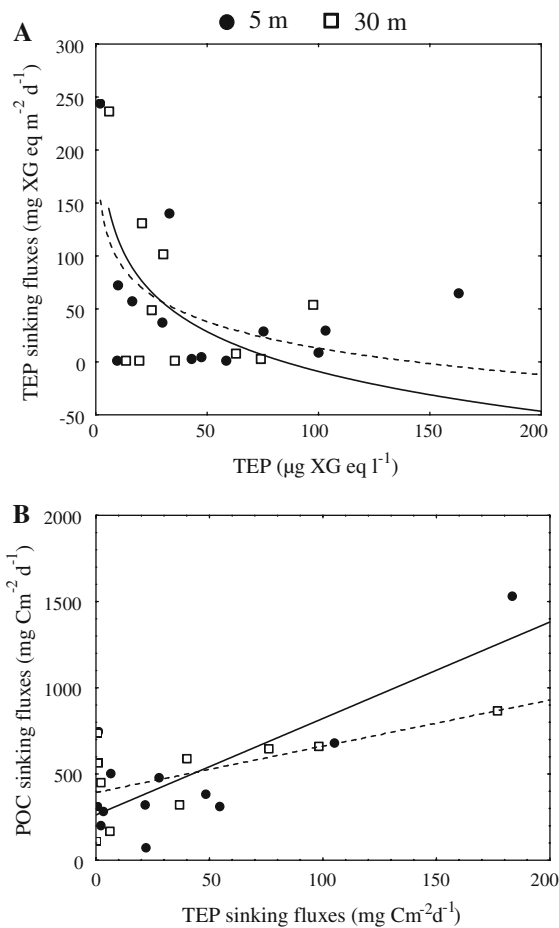 5 m 30 m
A
TEP sinking fluxes (mg XG eq m⁻² d⁻¹)
300
250
200
150
100
50
0
-50
0 50 100 150 200
TEP (µg XG eq l⁻¹)
B
POC sinking fluxes (mg Cm⁻² d⁻¹)
2000
1500
1000
500
0
0 50 100 150 200
TEP sinking fluxes (mg Cm⁻²d⁻¹)